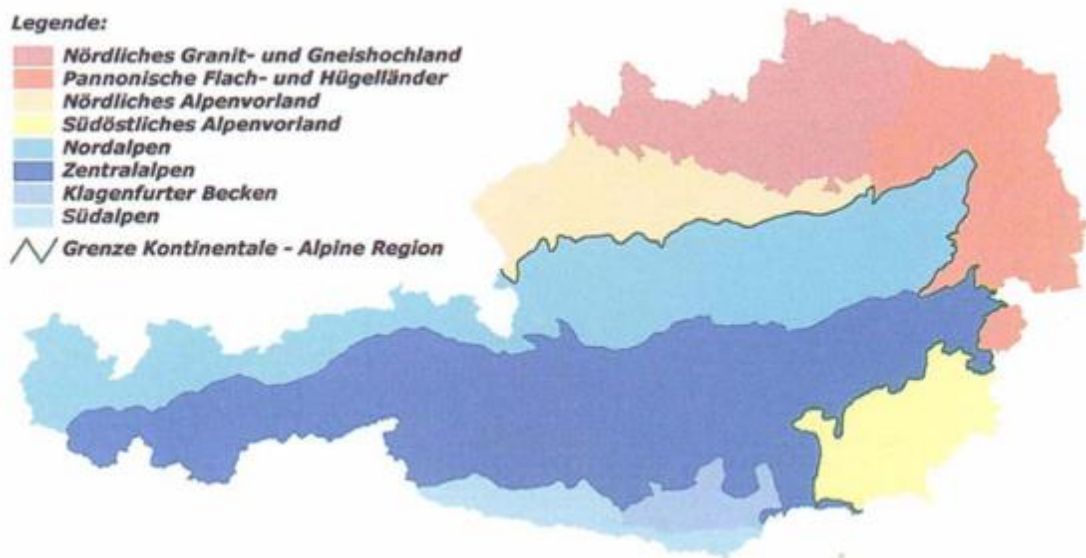 Legende:
Nördliches Granit- und Gneishochland
Pannonische Flach- und Hügelländer
Nördliches Alpenvorland
Südöstliches Alpenvorland
Nordalpen
Zentralalpen
Klagenfurter Becken
Südalpen
Grenze Kontinentale - Alpine Region